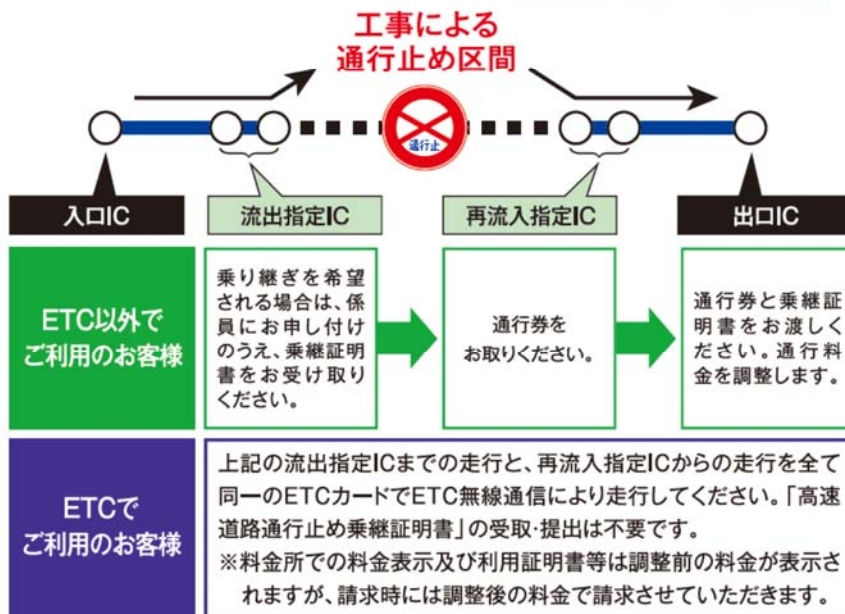 工事による
通行止め区間
通行止
入口IC
流出指定IC
再流入指定IC
出口IC
ETC以外で
ご利用のお客様
乗り継ぎを希望
される場合は、係
員にお申し付け
のうえ、乗継証明
書をお受け取り
ください。
通行券を
お取りください。
通行券と乗継証
明書をお渡しく
ださい。通行料
金を調整します。
ETCで
ご利用のお客様
上記の流出指定ICまでの走行と、再流入指定ICからの走行を全て
同一のETCカードでETC無線通信により走行してください。「高速
道路通行止め乗継証明書」の受取・提出は不要です。
※料金所での料金表示及び利用証明書等は調整前の料金が表示さ
れますが、請求時には調整後の料金で請求させていただきます。